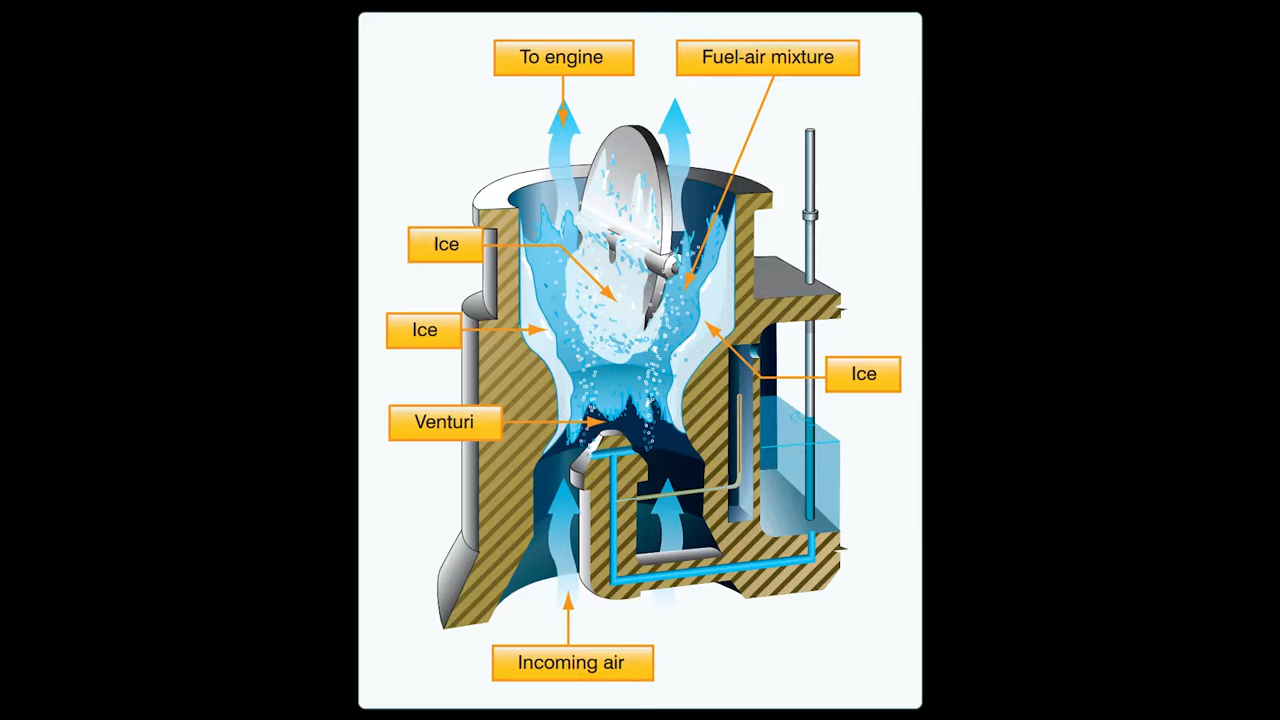 To engine
Fuel-air mixture
Ice
Ice
Ice
Venturi
Incoming air